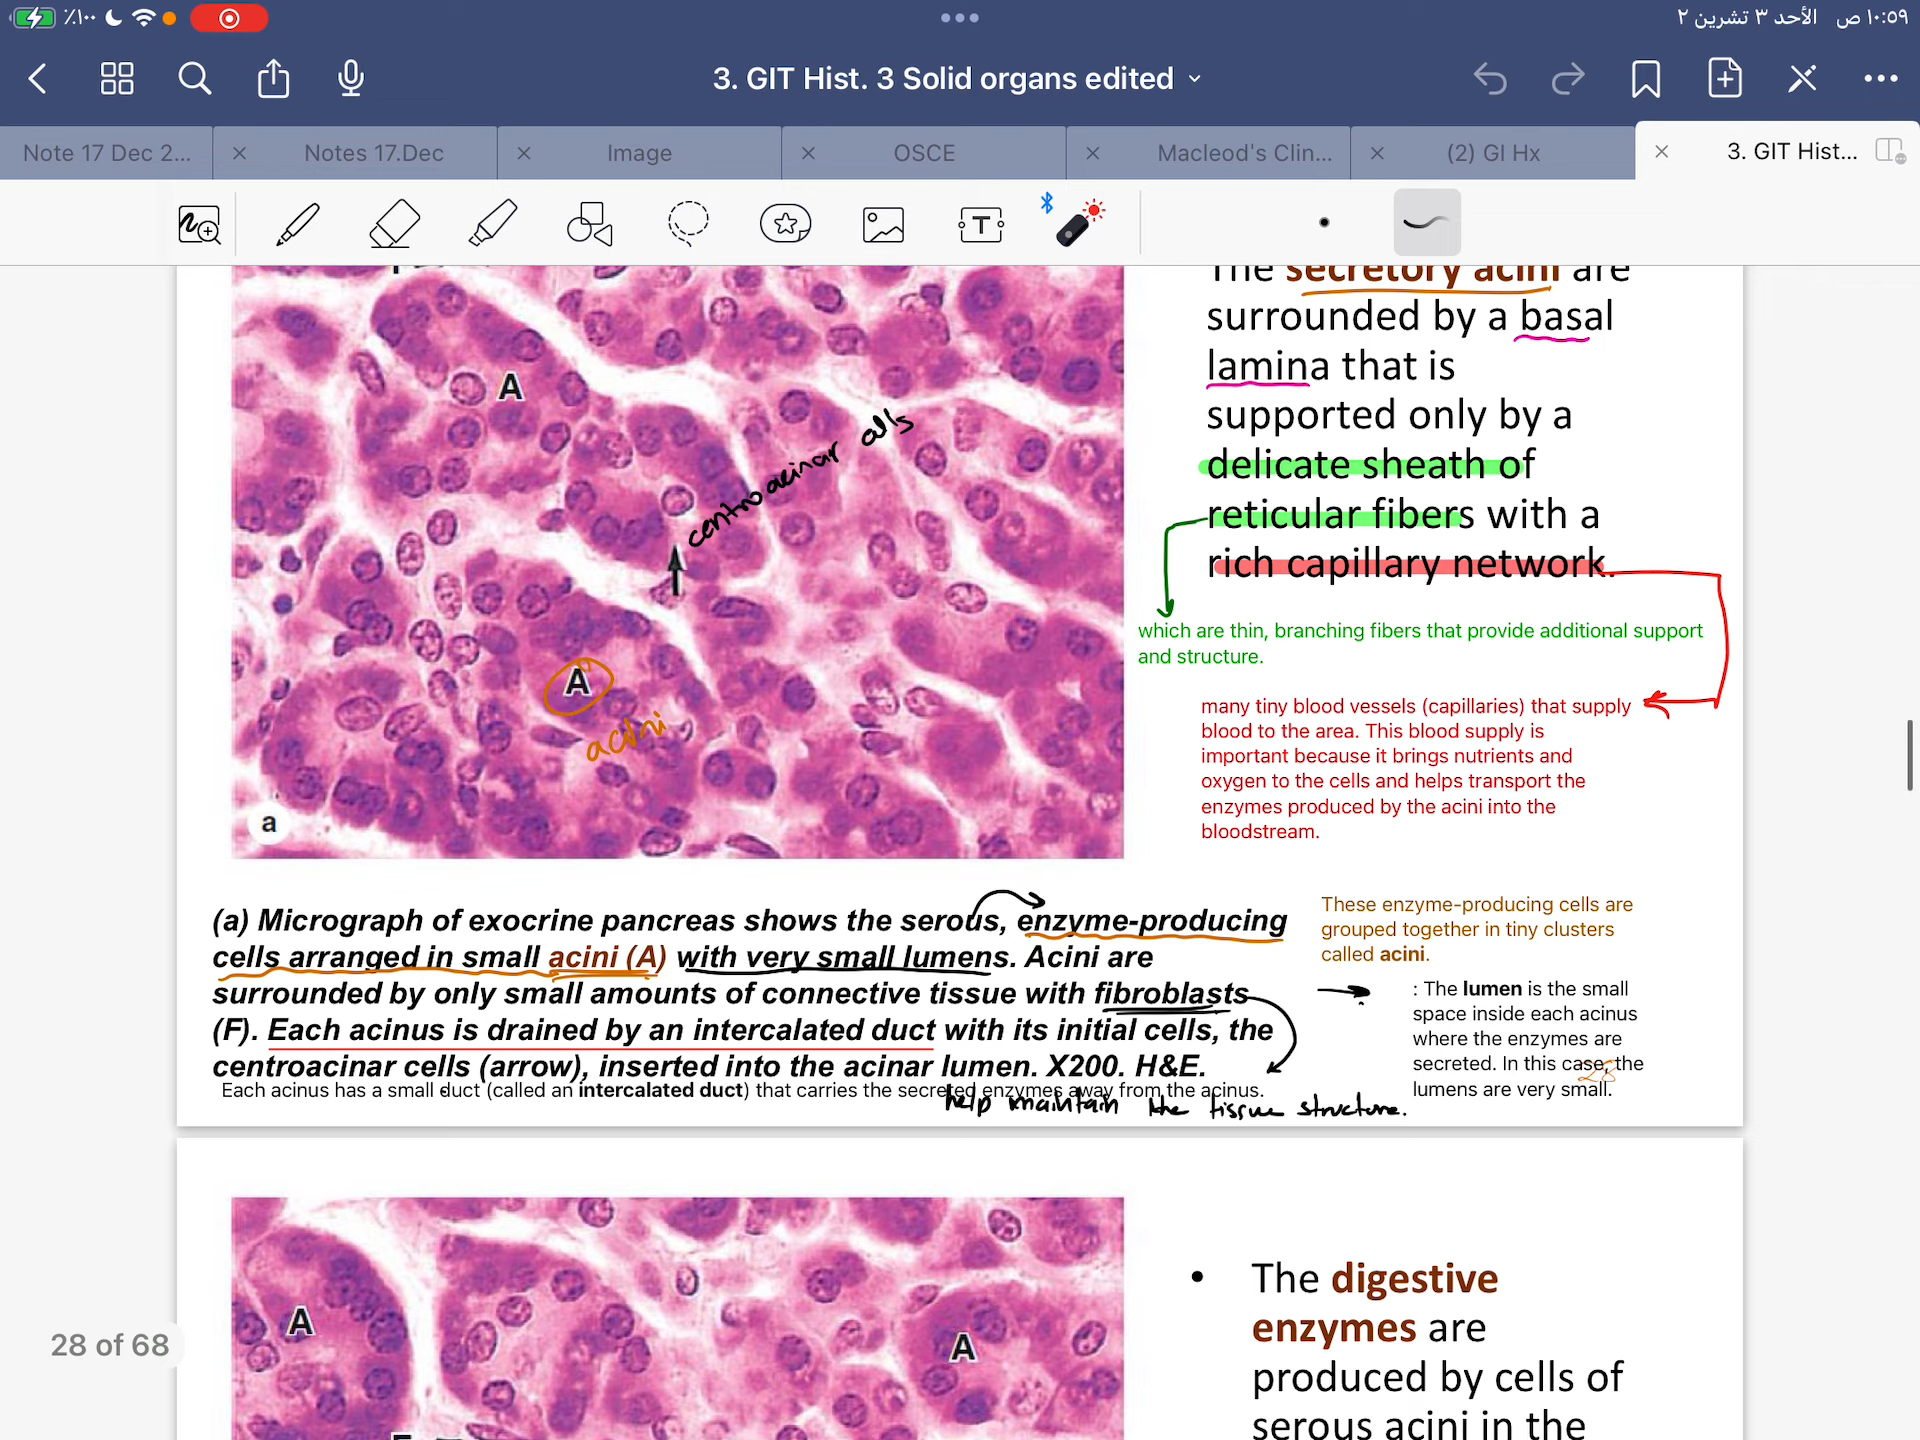 ٪١٠٠
١٠:٥٩ ص الأحد ٣ تشرين ٢
3. GIT Hist. 3 Solid organs edited
Note 17 Dec 2...
Notes 17.Dec
Image
OSCE
Macleod's Clin...
(2) GI Hx
3. GIT Hist...
T
A
centroacinar cells
A
acini
a
The secretory acini are
surrounded by a basal
lamina that is
supported only by a
delicate sheath of
reticular fibers with a
rich capillary network.
which are thin, branching fibers that provide additional support
and structure.
many tiny blood vessels (capillaries) that supply
blood to the area. This blood supply is
important because it brings nutrients and
oxygen to the cells and helps transport the
enzymes produced by the acini into the
bloodstream.
(a) Micrograph of exocrine pancreas shows the serous, enzyme-producing
cells arranged in small acini (A) with very small lumens. Acini are
surrounded by only small amounts of connective tissue with fibroblasts
(F). Each acinus is drained by an intercalated duct with its initial cells, the
centroacinar cells (arrow), inserted into the acinar lumen. X200. H&E.
Each acinus has a small duct (called an intercalated duct) that carries the secreted enzymes away from the acinus.
help maintain the tissue structure.
These enzyme-producing cells are
grouped together in tiny clusters
called acini.
: The lumen is the small
space inside each acinus
where the enzymes are
secreted. In this case, the
lumens are very small.
28
A
A
• The digestive
enzymes are
produced by cells of
serous acini in the
28 of 68